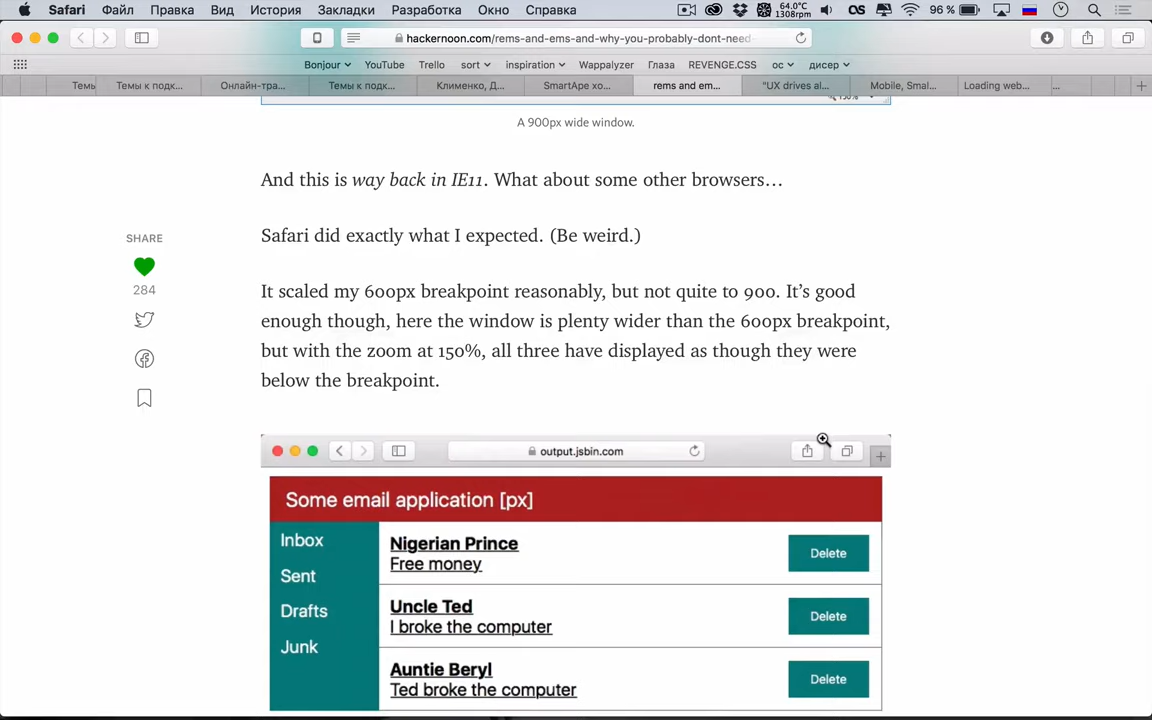 Safari Файл Правка Вид История Закладки Разработка Окно Справка 64.0°C 1308rpm 96 %
hackernoon.com/rems-and-ems-and-why-you-probably-dont-need-
Bonjour YouTube Trello sort inspiration Wappalyzer Глаза REVENGE.CSS ос дисер
Темы Темы к подк... Онлайн-тра... Темы к подк... Клименко, Д... SmartApe хо... rems and em... "UX drives al... Mobile, Smal... Loading web... ...
150%
A 900px wide window.
And this is way back in IE11. What about some other browsers…
Safari did exactly what I expected. (Be weird.)
SHARE
284
It scaled my 600px breakpoint reasonably, but not quite to 900. It’s good
enough though, here the window is plenty wider than the 600px breakpoint,
but with the zoom at 150%, all three have displayed as though they were
below the breakpoint.
output.jsbin.com
Some email application [px]
Inbox
Sent
Drafts
Junk
Nigerian Prince
Free money
Delete
Uncle Ted
I broke the computer
Delete
Auntie Beryl
Ted broke the computer
Delete